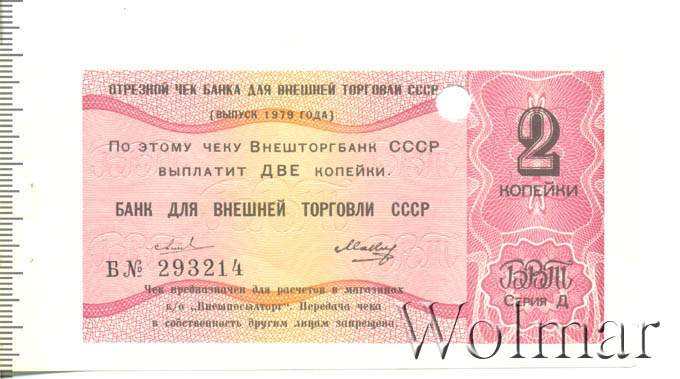 ОТРЕЗНОЙ ЧЕК БАНКА ДЛЯ ВНЕШНЕЙ ТОРГОВЛИ СССР
(ВЫПУСК 1979 ГОДА)
По этому чеку Внешторгбанк СССР
выплатит ДВЕ копейки.
БАНК ДЛЯ ВНЕШНЕЙ ТОРГОВЛИ СССР
Б№ 293214
Чек предназначен для расчетов в магазинах
в/о „Внешпосылторг". Передача чека
в собственность другим лицам запрещена.
2
КОПЕЙКИ
БВТ
Серия Д
Wolmar